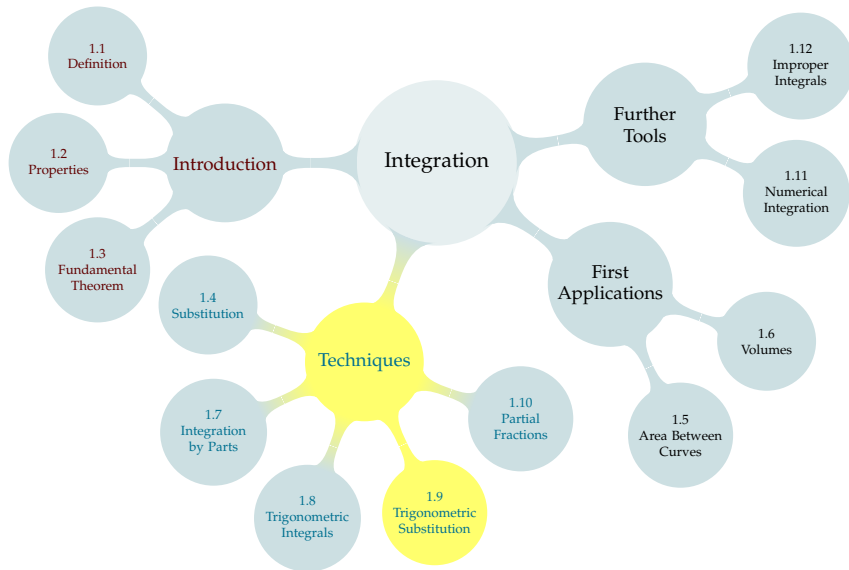 Integration
Introduction
1.1
Definition
1.2
Properties
1.3
Fundamental
Theorem
Techniques
1.4
Substitution
1.7
Integration
by Parts
1.8
Trigonometric
Integrals
1.9
Trigonometric
Substitution
1.10
Partial
Fractions
First
Applications
1.5
Area Between
Curves
1.6
Volumes
Further
Tools
1.11
Numerical
Integration
1.12
Improper
Integrals